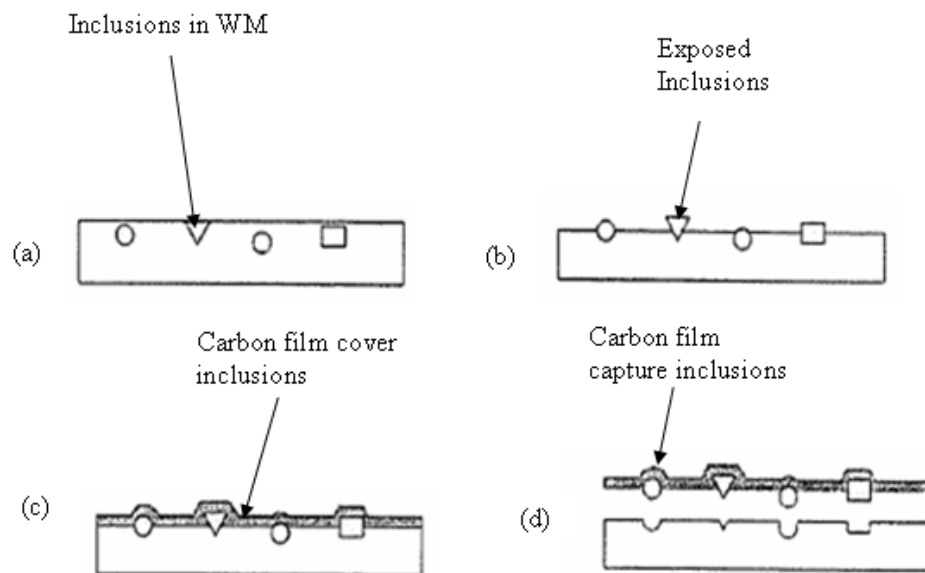 Inclusions in WM
Exposed
Inclusions
(a)
(b)
Carbon film cover
inclusions
Carbon film
capture inclusions
(c)
(d)